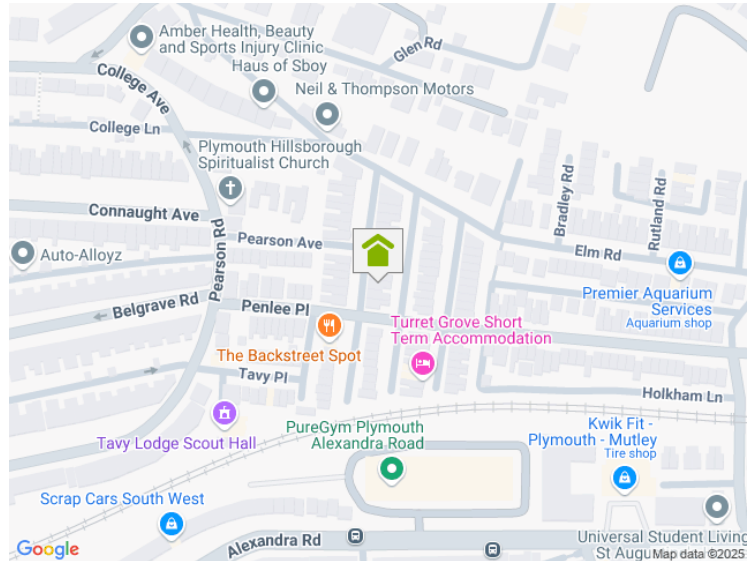 Amber Health, Beauty
and Sports Injury Clinic
Glen Rd
Haus of Sboy
College Ave
Neil & Thompson Motors
College Ln
Plymouth Hillsborough
Spiritualist Church
Bradley Rd
Rutland Rd
Connaught Ave
Pearson Ave
Elm Rd
Auto-Alloyz
Pearson Rd
Premier Aquarium
Services
Aquarium shop
Belgrave Rd
Penlee Pl
Turret Grove Short
Term Accommodation
The Backstreet Spot
Tavy Pl
Holkham Ln
Tavy Lodge Scout Hall
PureGym Plymouth
Alexandra Road
Kwik Fit -
Plymouth - Mutley
Tire shop
Scrap Cars South West
Universal Student Living
St Augu
Alexandra Rd
Google
Map data ©2025